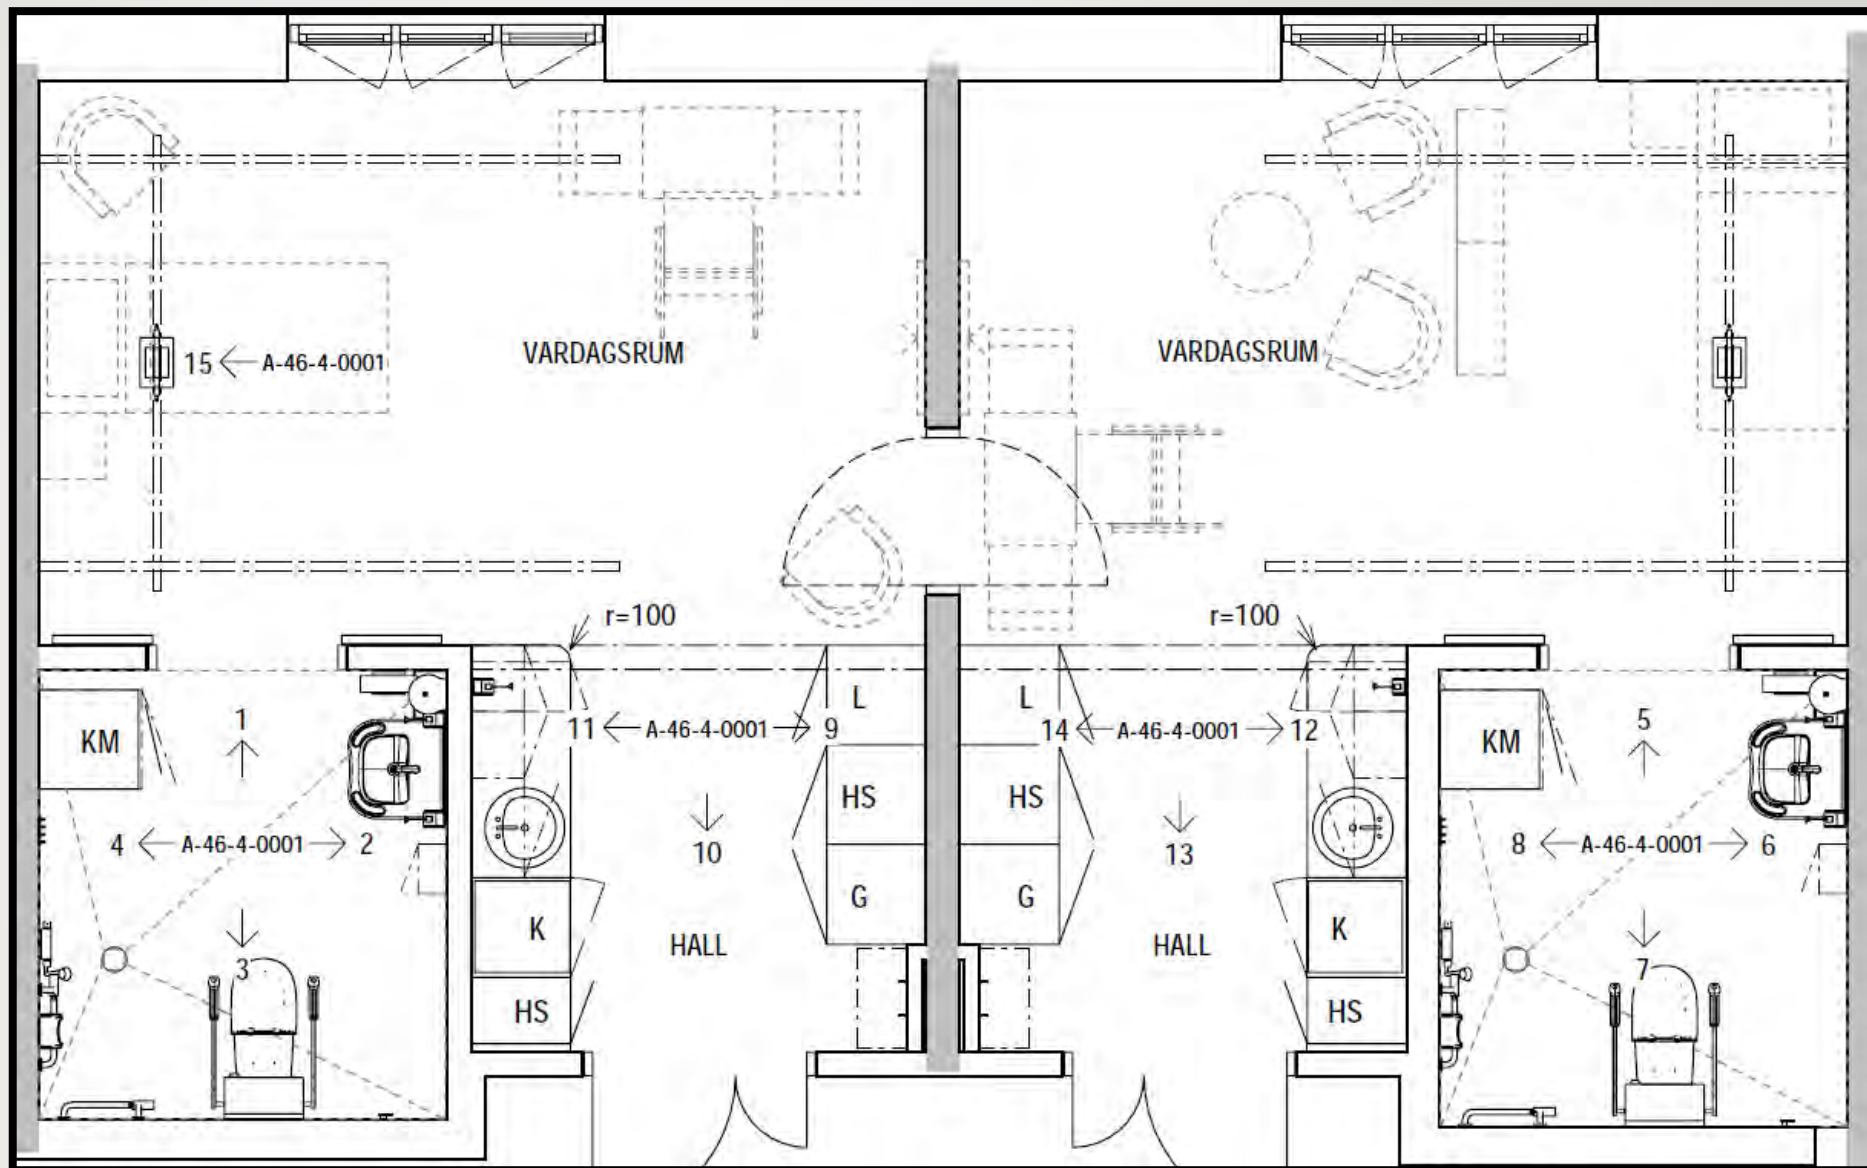 15 A-46-4-0001
VARDAGSRUM
VARDAGSRUM
r=100
r=100
KM
1
4 A-46-4-0001 2
3
11 A-46-4-0001 9
L
HS
G
10
HALL
K
HS
L
HS
G
14 A-46-4-0001 12
13
HALL
K
HS
KM
5
8 A-46-4-0001 6
7